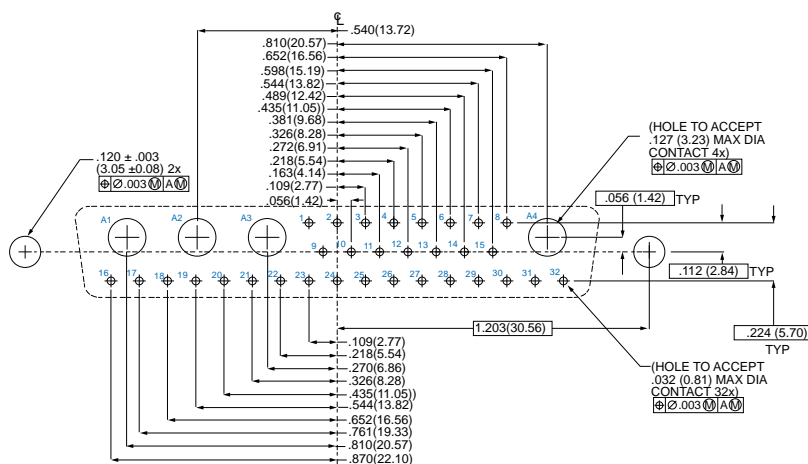 ℄
.540(13.72)
.810(20.57)
.652(16.56)
.598(15.19)
.544(13.82)
.489(12.42)
.435(11.05)
.381(9.68)
.326(8.28)
.272(6.91)
.218(5.54)
.163(4.14)
.109(2.77)
.056(1.42)
.120 ± .003
(3.05 ±0.08) 2x
⌖ Ø.003 Ⓜ A Ⓜ
(HOLE TO ACCEPT
.127 (3.23) MAX DIA
CONTACT 4x)
⌖ Ø.003 Ⓜ A Ⓜ
.056 (1.42) TYP
A1 A2 A3 1 2 3 4 5 6 7 8 A4
9 10 11 12 13 14 15
16 17 18 19 20 21 22 23 24 25 26 27 28 29 30 31 32
.112 (2.84) TYP
1.203(30.56)
.224 (5.70)
TYP
.109(2.77)
.218(5.54)
.270(6.86)
.326(8.28)
.435(11.05))
.544(13.82)
.652(16.56)
.761(19.33)
.810(20.57)
.870(22.10)
(HOLE TO ACCEPT
.032 (0.81) MAX DIA
CONTACT 32x)
⌖ Ø.003 Ⓜ A Ⓜ